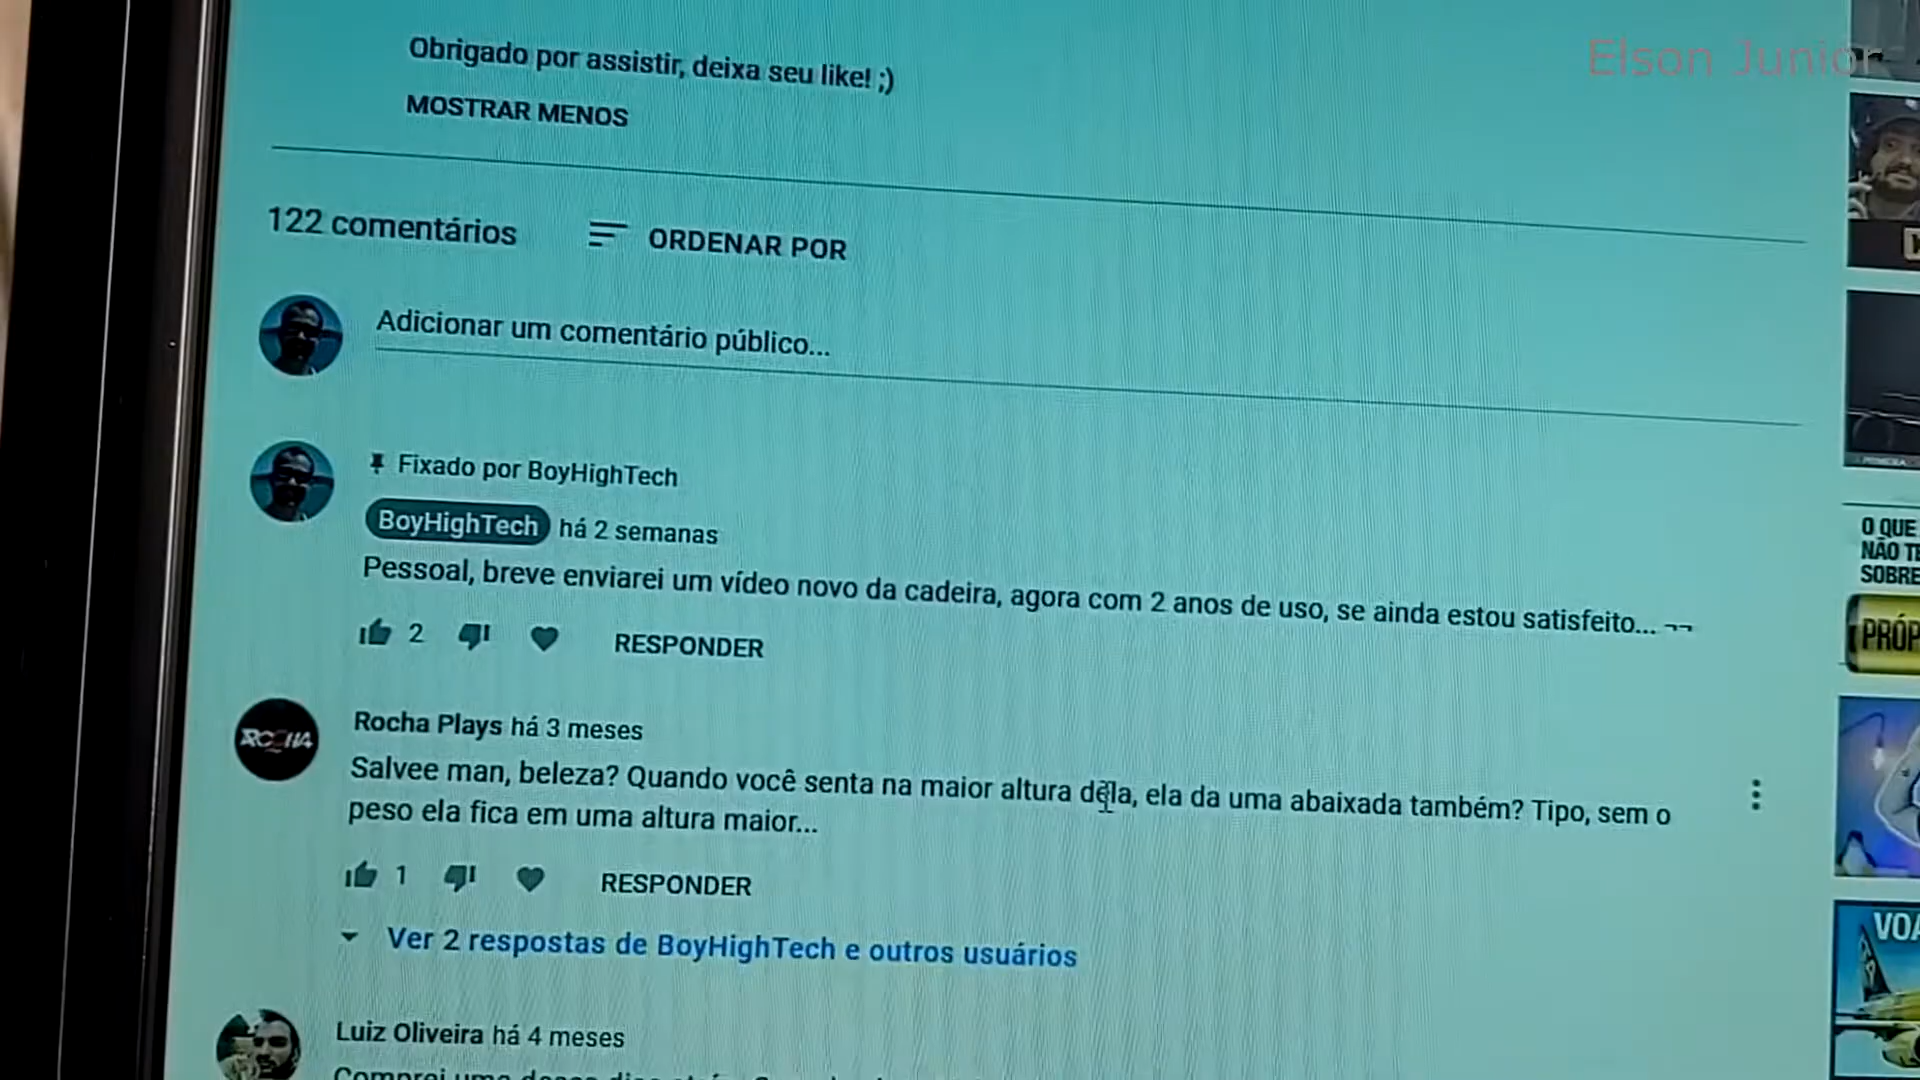 Elson Junior
Obrigado por assistir, deixa seu like! ;)
MOSTRAR MENOS
122 comentários
ORDENAR POR
Adicionar um comentário público...
Fixado por BoyHighTech
BoyHighTech há 2 semanas
Pessoal, breve enviarei um vídeo novo da cadeira, agora com 2 anos de uso, se ainda estou satisfeito... ¬¬
2
RESPONDER
ROCHA
Rocha Plays há 3 meses
Salvee man, beleza? Quando você senta na maior altura dela, ela da uma abaixada também? Tipo, sem o
peso ela fica em uma altura maior...
1
RESPONDER
Ver 2 respostas de BoyHighTech e outros usuários
Luiz Oliveira há 4 meses
O QUE
NÃO TE
SOBRE
PRÓP
VOA